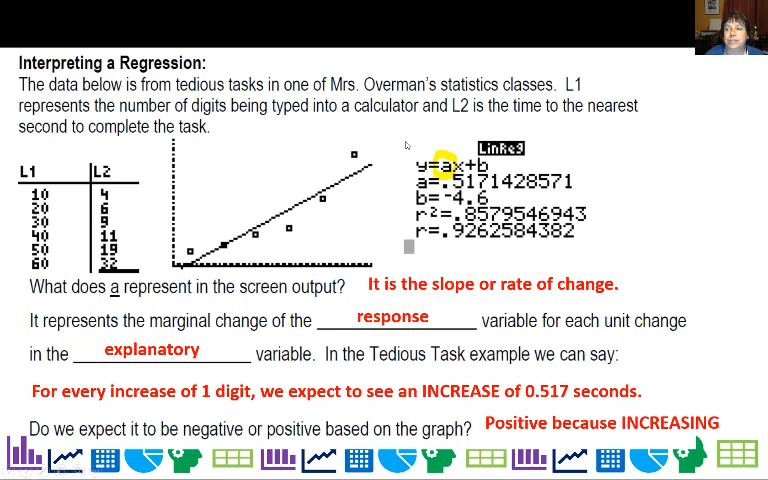 Interpreting a Regression:
The data below is from tedious tasks in one of Mrs. Overman's statistics classes. L1
represents the number of digits being typed into a calculator and L2 is the time to the nearest
second to complete the task.
L1 L2
10 4
20 6
30 9
40 11
50 19
60 32
LinReg
y=ax+b
a=.5171428571
b=-4.6
r²=.8579546943
r=.9262584382
What does a represent in the screen output? It is the slope or rate of change.
It represents the marginal change of the response variable for each unit change
in the explanatory variable. In the Tedious Task example we can say:
For every increase of 1 digit, we expect to see an INCREASE of 0.517 seconds.
Do we expect it to be negative or positive based on the graph? Positive because INCREASING